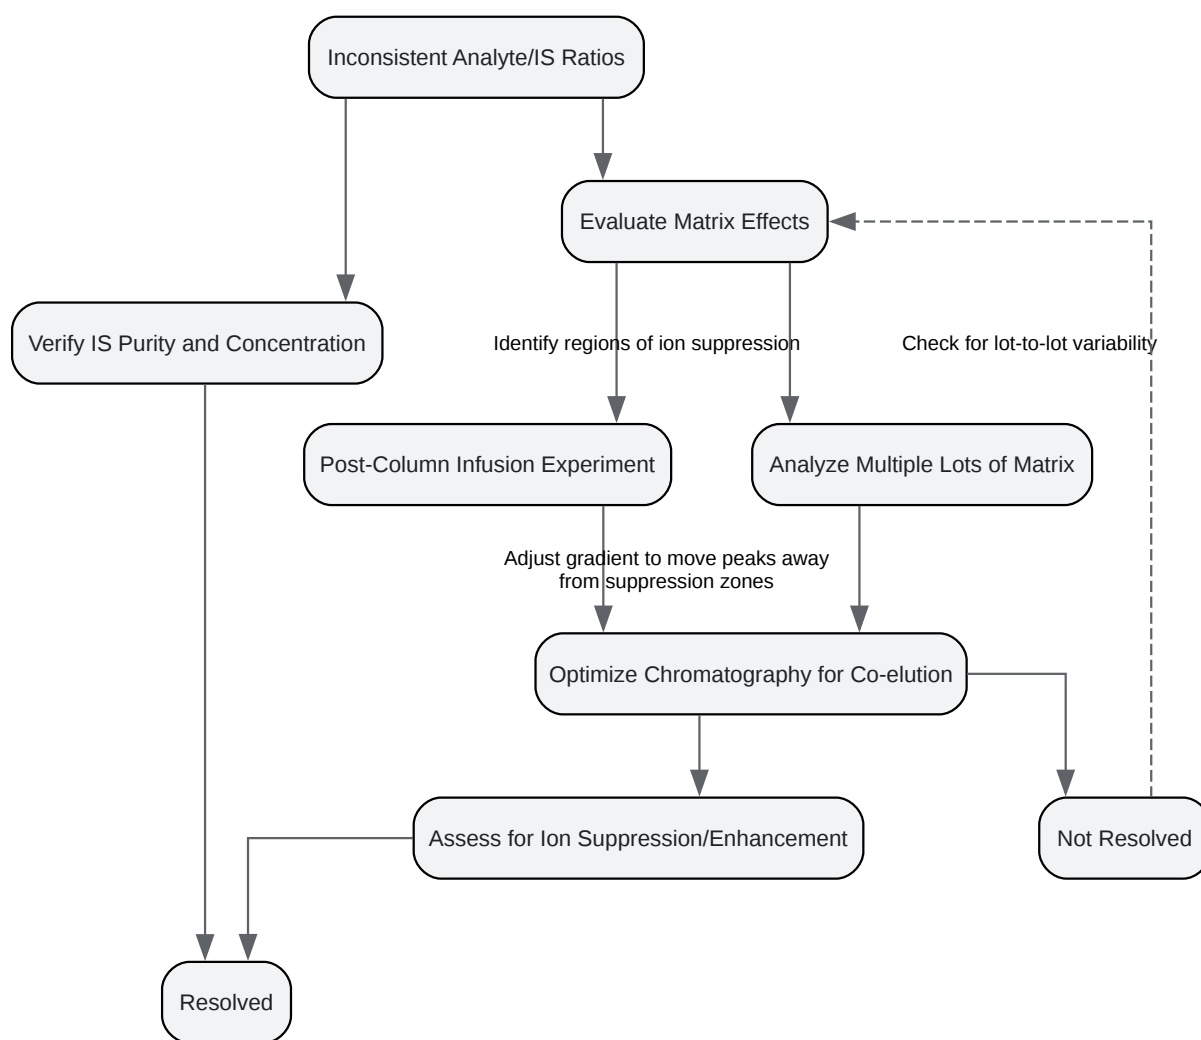 Inconsistent Analyte/IS Ratios
Evaluate Matrix Effects
Verify IS Purity and Concentration
Identify regions of ion suppression
Check for lot-to-lot variability
Post-Column Infusion Experiment
Analyze Multiple Lots of Matrix
Adjust gradient to move peaks away
from suppression zones
Optimize Chromatography for Co-elution
Assess for Ion Suppression/Enhancement
Not Resolved
Resolved